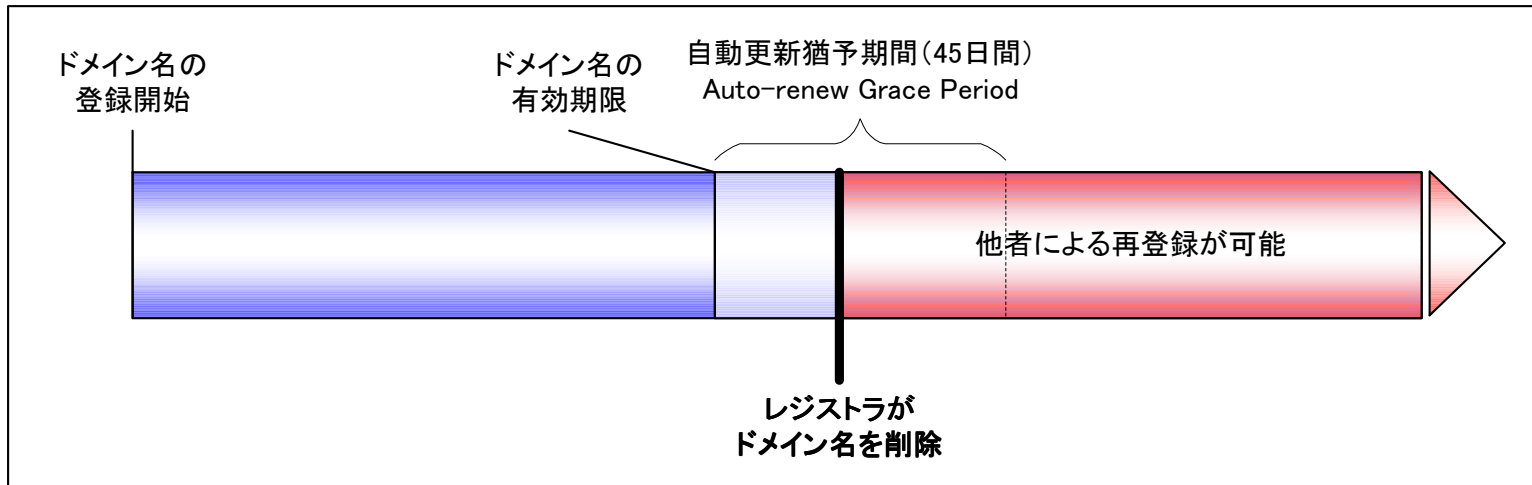 ドメイン名の
登録開始
ドメイン名の
有効期限
自動更新猶予期間(45日間)
Auto-renew Grace Period
他者による再登録が可能
レジストラが
ドメイン名を削除